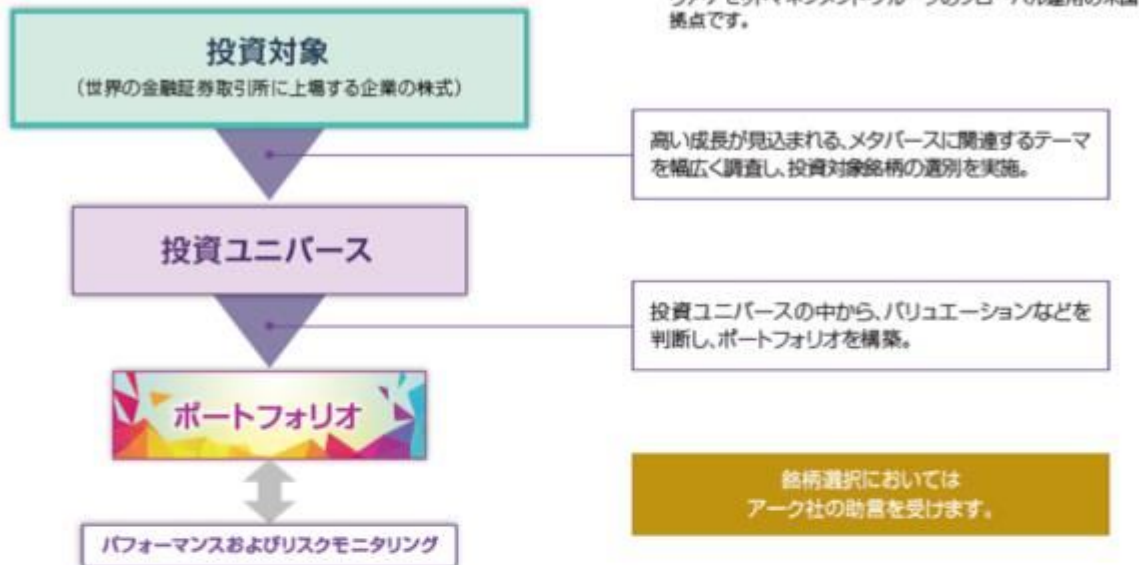 拠点です。
投資対象
（世界の金融証券取引所に上場する企業の株式）
高い成長が見込まれる、メタバースに関連するテーマ
を幅広く調査し、投資対象銘柄の選別を実施。
投資ユニバース
投資ユニバースの中から、バリュエーションなどを
判断し、ポートフォリオを構築。
ポートフォリオ
銘柄選択においては
アーク社の助言を受けます。
パフォーマンスおよびリスクモニタリング